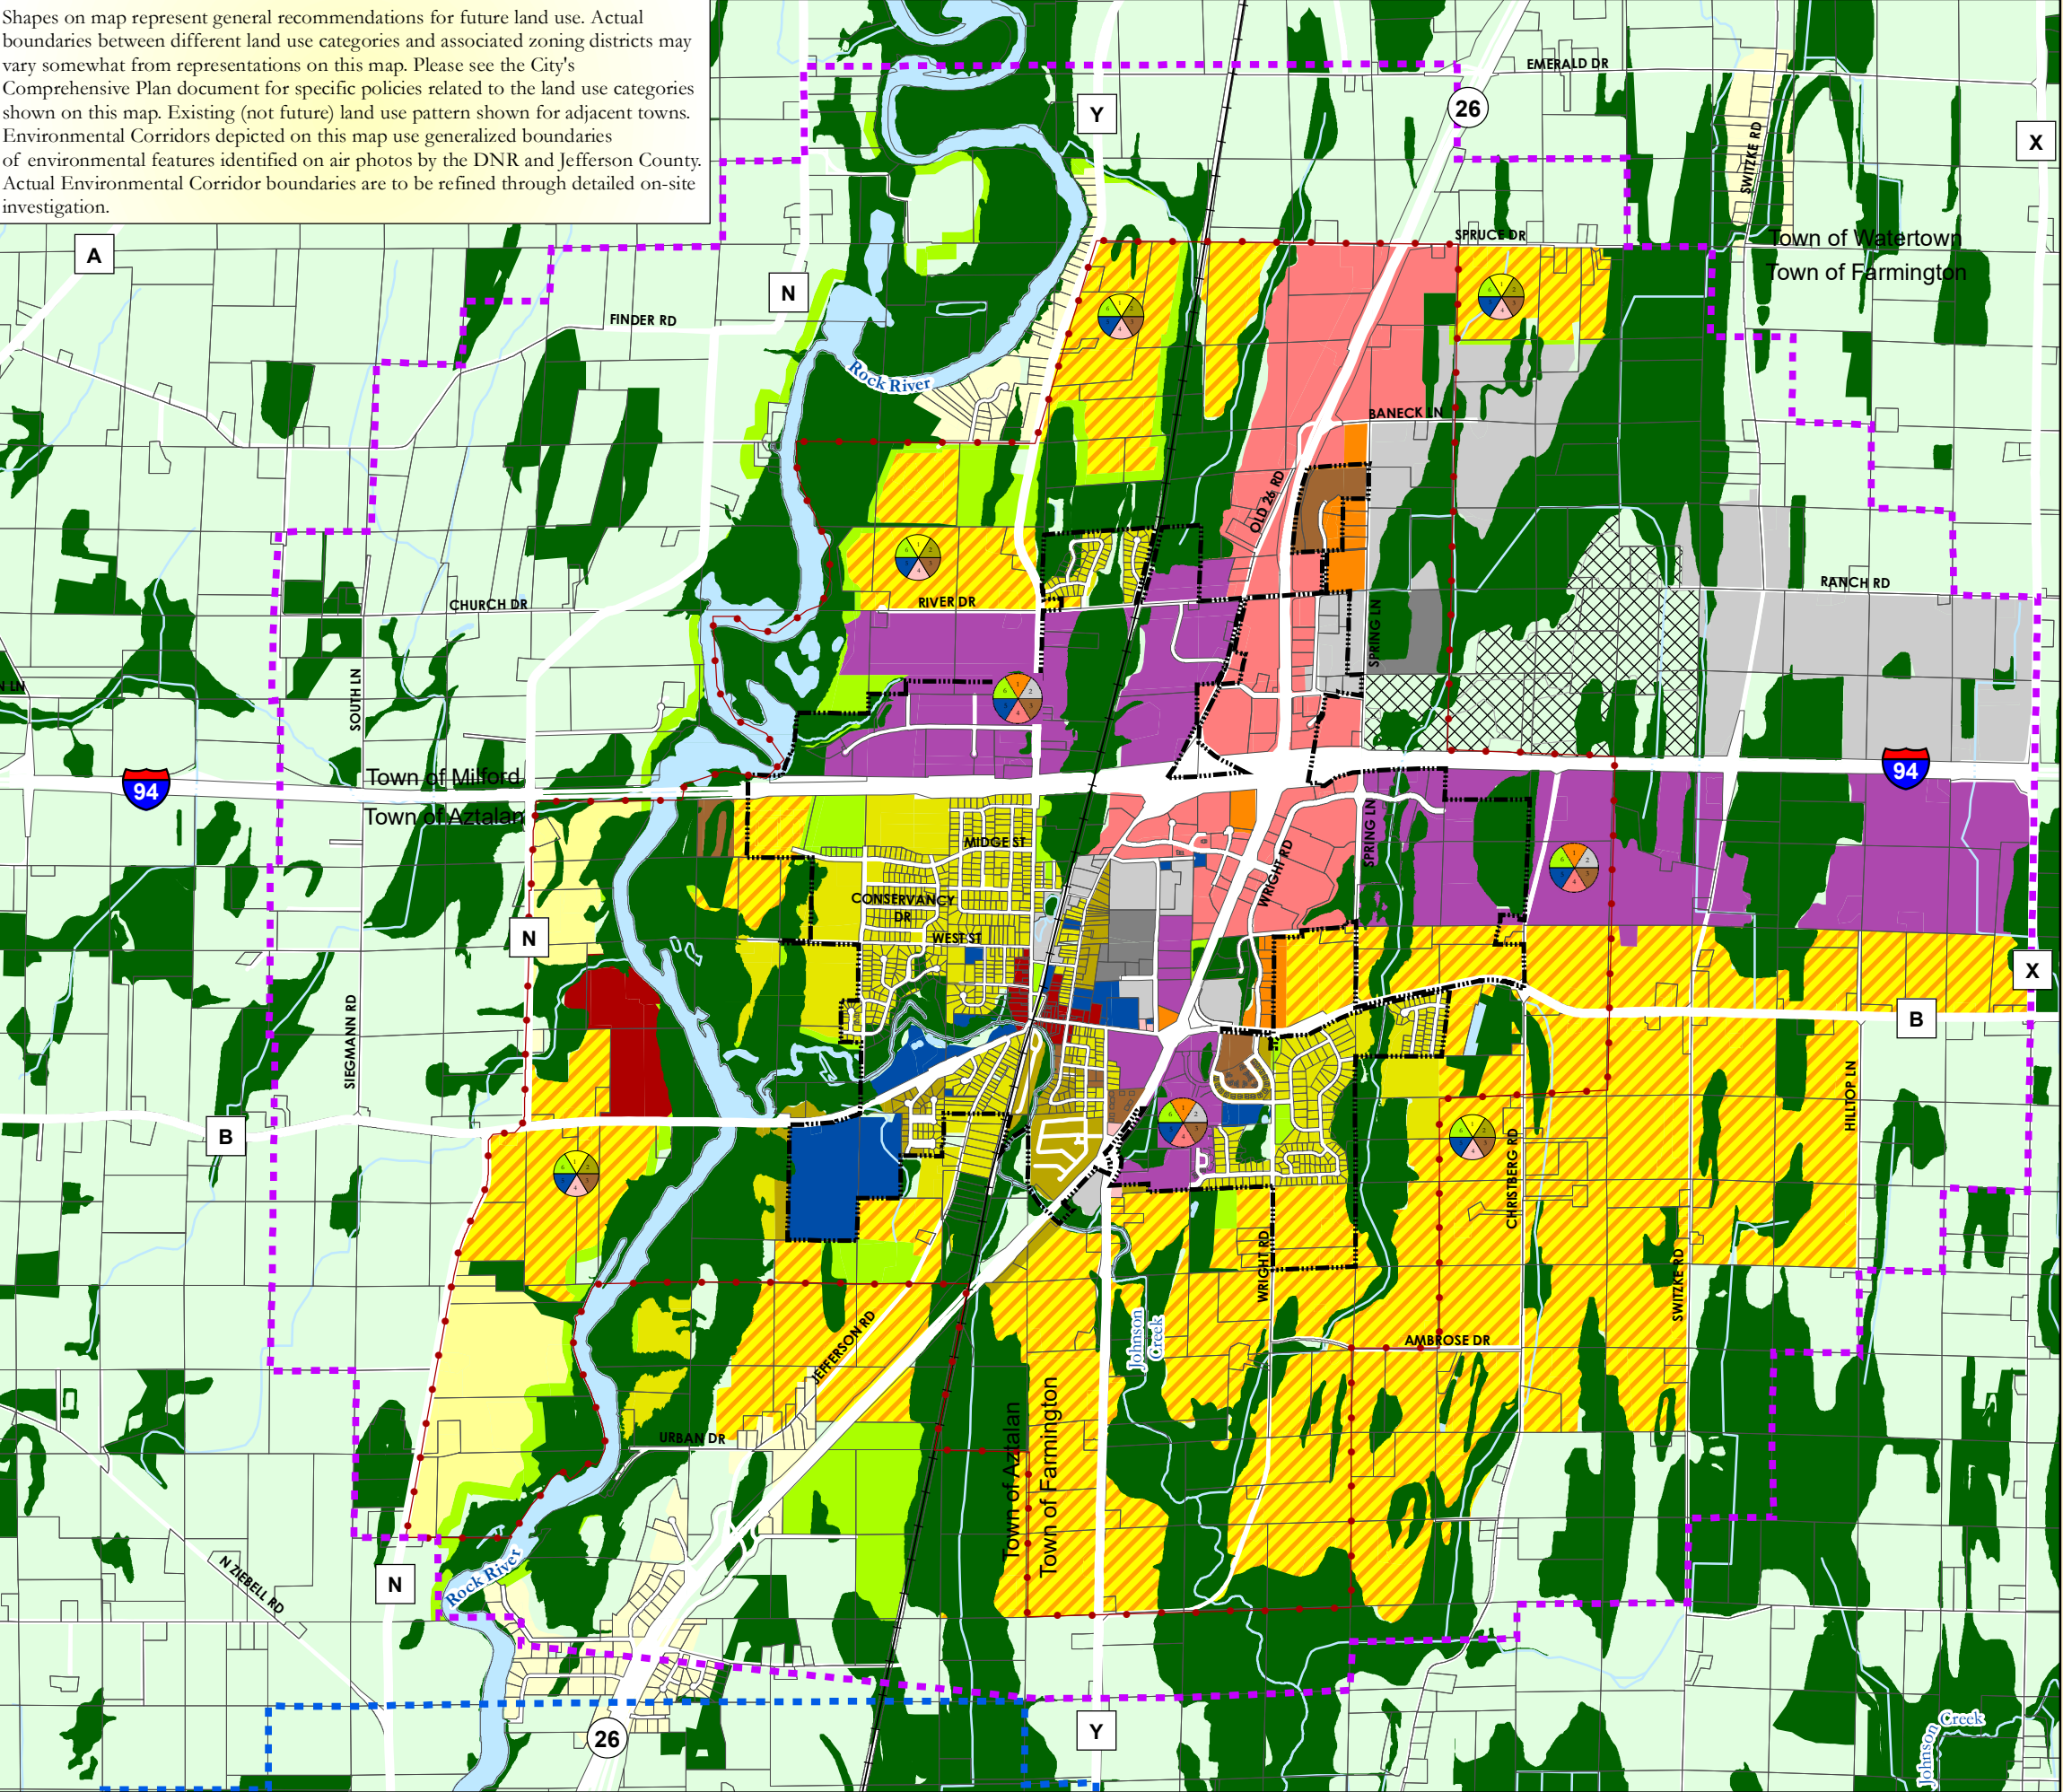 Shapes on map represent general recommendations for future land use. Actual
boundaries between different land use categories and associated zoning districts may
vary somewhat from representations on this map. Please see the City's
Comprehensive Plan document for specific policies related to the land use categories
shown on this map. Existing (not future) land use pattern shown for adjacent towns.
Environmental Corridors depicted on this map use generalized boundaries
of environmental features identified on air photos by the DNR and Jefferson County.
Actual Environmental Corridor boundaries are to be refined through detailed on-site
investigation.
EMERALD DR
26
Y
X
SWITZKE RD
A
SPRUCE DR
Town of Watertown
Town of Farmington
N
FINDER RD
Rock River
BANECK LN
OLD 26 RD
RANCH RD
CHURCH DR
RIVER DR
SPRING LN
N LN
SOUTH LN
Town of Milford
94
94
Town of Aztalan
MIDGE ST
SPRING LN
WRIGHT RD
CONSERVANCY
DR
WEST ST
N
X
SIEGMANN RD
B
HILLTOP LN
B
CHRISTBERG RD
WRIGHT RD
SWITZKE RD
JEFFERSON RD
Johnson
Creek
AMBROSE DR
URBAN DR
Town of Aztalan
Town of Farmington
N ZIEBELL RD
N
Rock River
26
Y
Johnson Creek